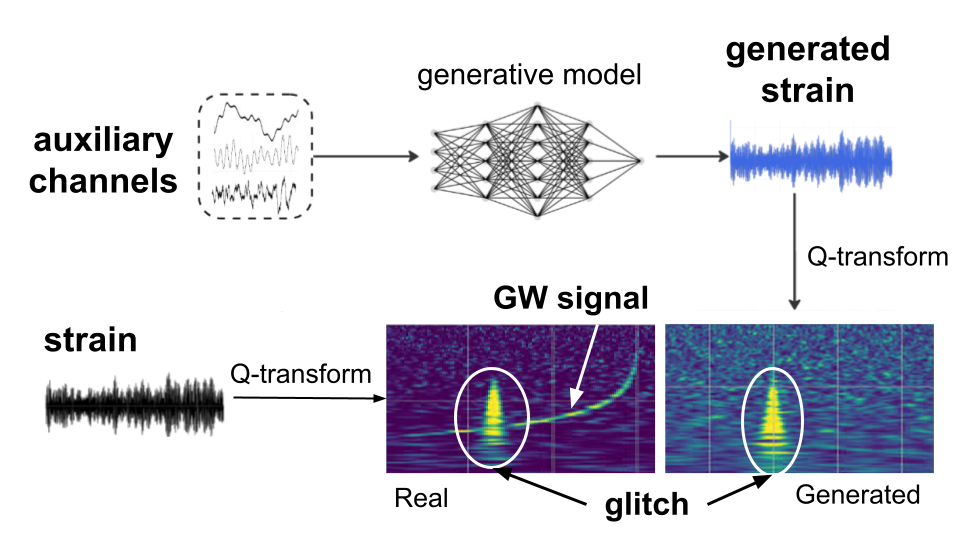 generated
strain
generative model
auxiliary
channels
Q-transform
GW signal
strain
Q-transform
Real
glitch
Generated